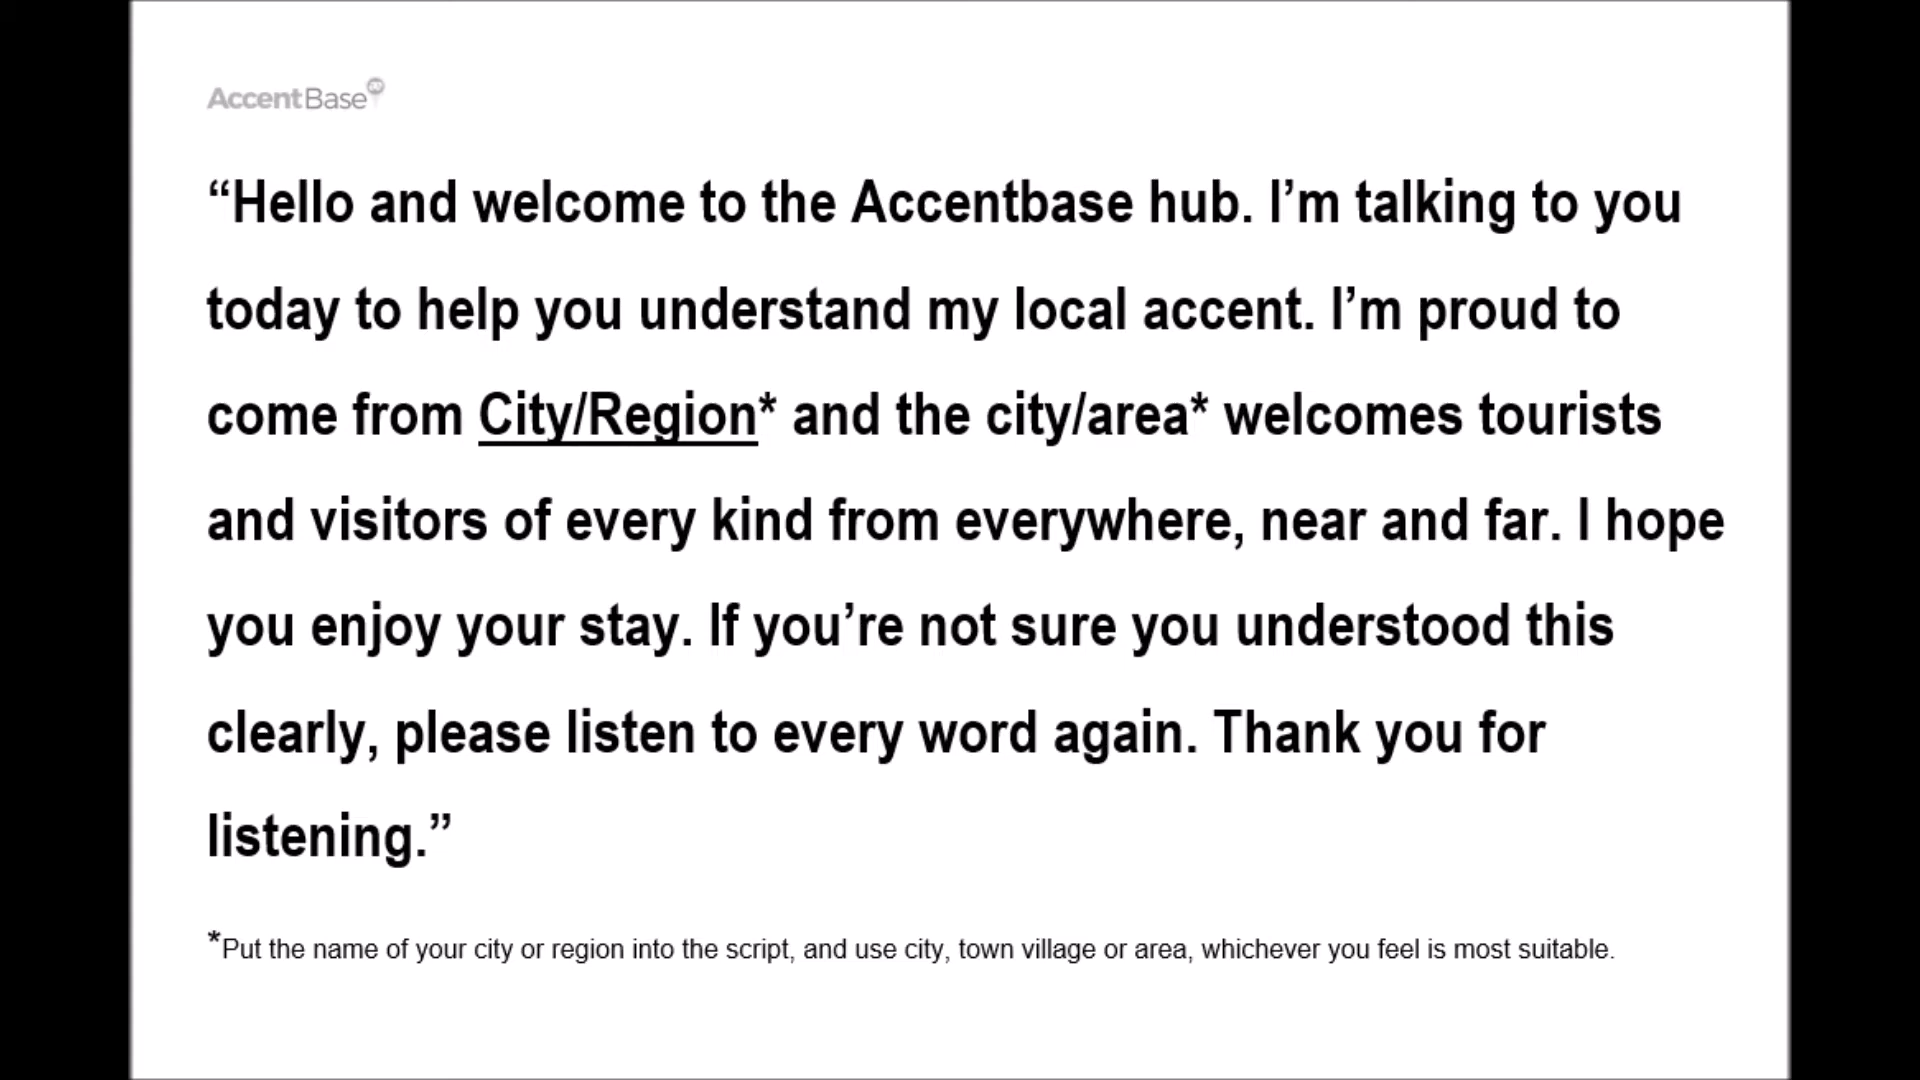 AccentBase
“Hello and welcome to the Accentbase hub. I’m talking to you
today to help you understand my local accent. I’m proud to
come from City/Region* and the city/area* welcomes tourists
and visitors of every kind from everywhere, near and far. I hope
you enjoy your stay. If you’re not sure you understood this
clearly, please listen to every word again. Thank you for
listening.”
*Put the name of your city or region into the script, and use city, town village or area, whichever you feel is most suitable.